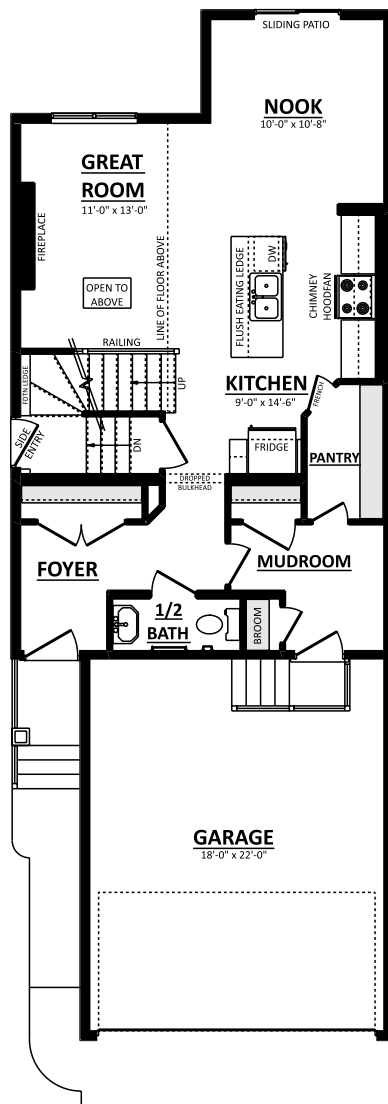 SLIDING PATIO
NOOK
10'-0" x 10'-8"
GREAT
ROOM
11'-0" x 13'-0"
FIREPLACE
OPEN TO
ABOVE
LINE OF FLOOR ABOVE
FLUSH EATING LEDGE
DW
CHIMNEY
HOODFAN
RAILING
UP
FDTN LEDGE
KITCHEN
9'-0" x 14'-6"
FRENCH
SIDE
ENTRY
DN
FRIDGE
PANTRY
DROPPED
BULKHEAD
FOYER
MUDROOM
1/2
BATH
BROOM
GARAGE
18'-0" x 22'-0"